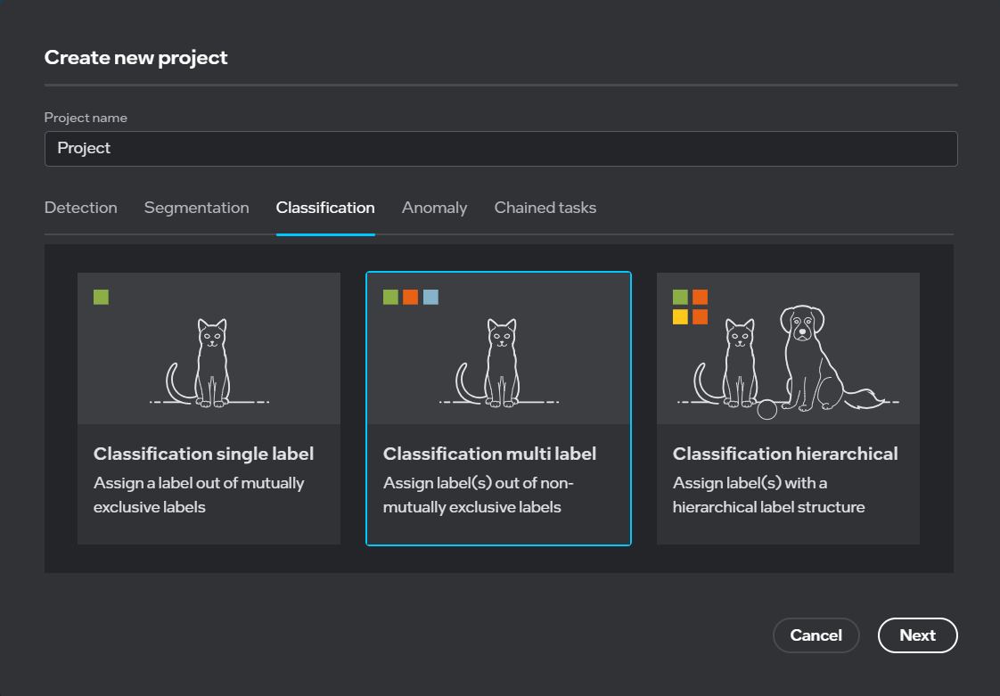 Create new project
Project name
Project
Detection Segmentation Classification Anomaly Chained tasks
Classification single label
Assign a label out of mutually
exclusive labels
Classification multi label
Assign label(s) out of non-
mutually exclusive labels
Classification hierarchical
Assign label(s) with a
hierarchical label structure
Cancel Next